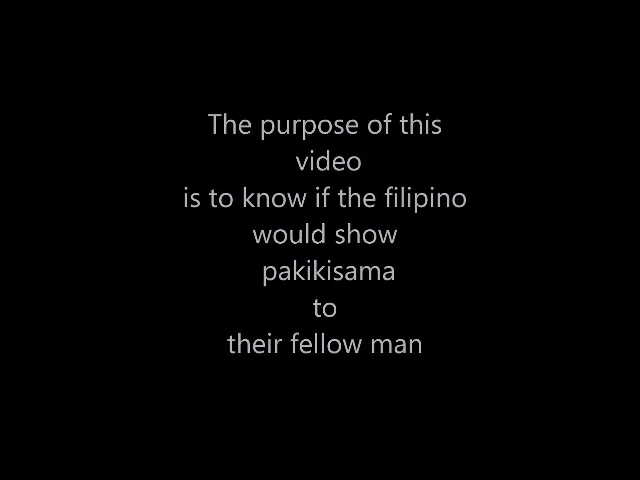 The purpose of this
video
is to know if the filipino
would show
pakikisama
to
their fellow man